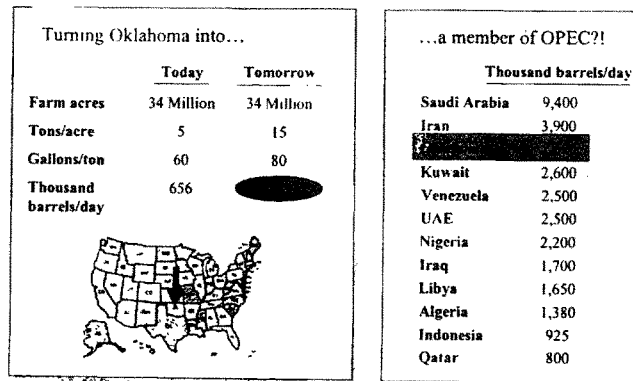 Turning Oklahoma into...
Today Tomorrow
Farm acres 34 Million 34 Million
Tons/acre 5 15
Gallons/ton 60 80
Thousand 656
barrels/day
...a member of OPEC?!
Thousand barrels/day
Saudi Arabia 9,400
Iran 3,900
Kuwait 2,600
Venezuela 2,500
UAE 2,500
Nigeria 2,200
Iraq 1,700
Libya 1,650
Algeria 1,380
Indonesia 925
Qatar 800